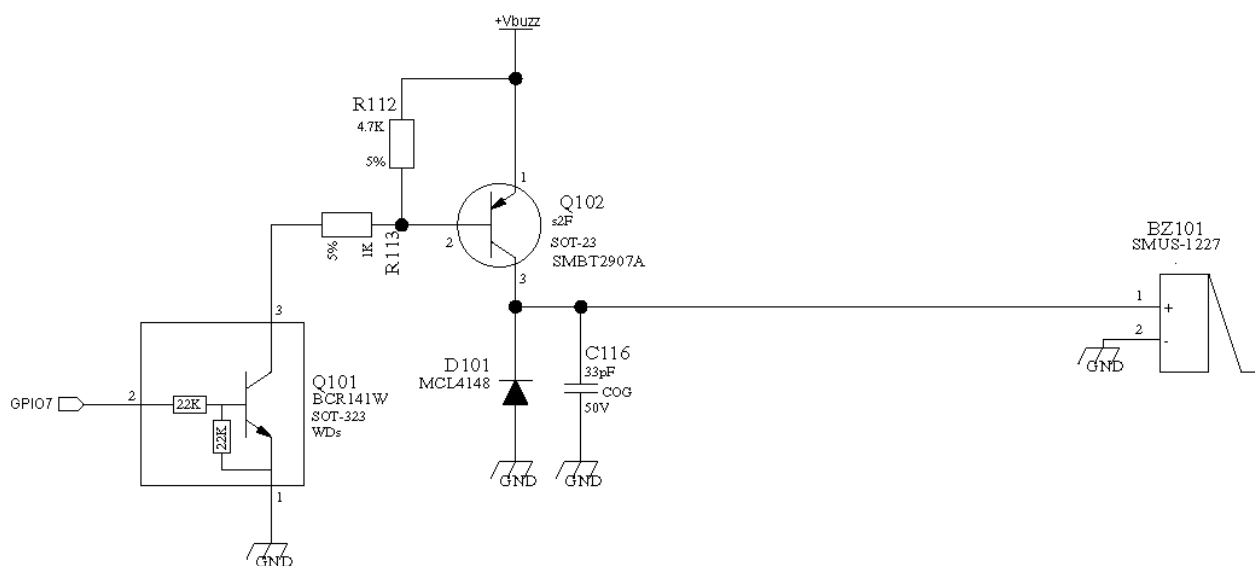 +Vbuzz
R112
4.7K
5%
1
Q102
s2F
2
SOT-23
SMBT2907A
5%
1K
R113
3
BZ101
SMUS-1227
1
+
2
-
GND
3
D101
MCL4148
C116
33pF
COG
50V
Q101
BCR141W
SOT-323
WDs
GPIO7
2
22K
22K
GND
GND
1
GND